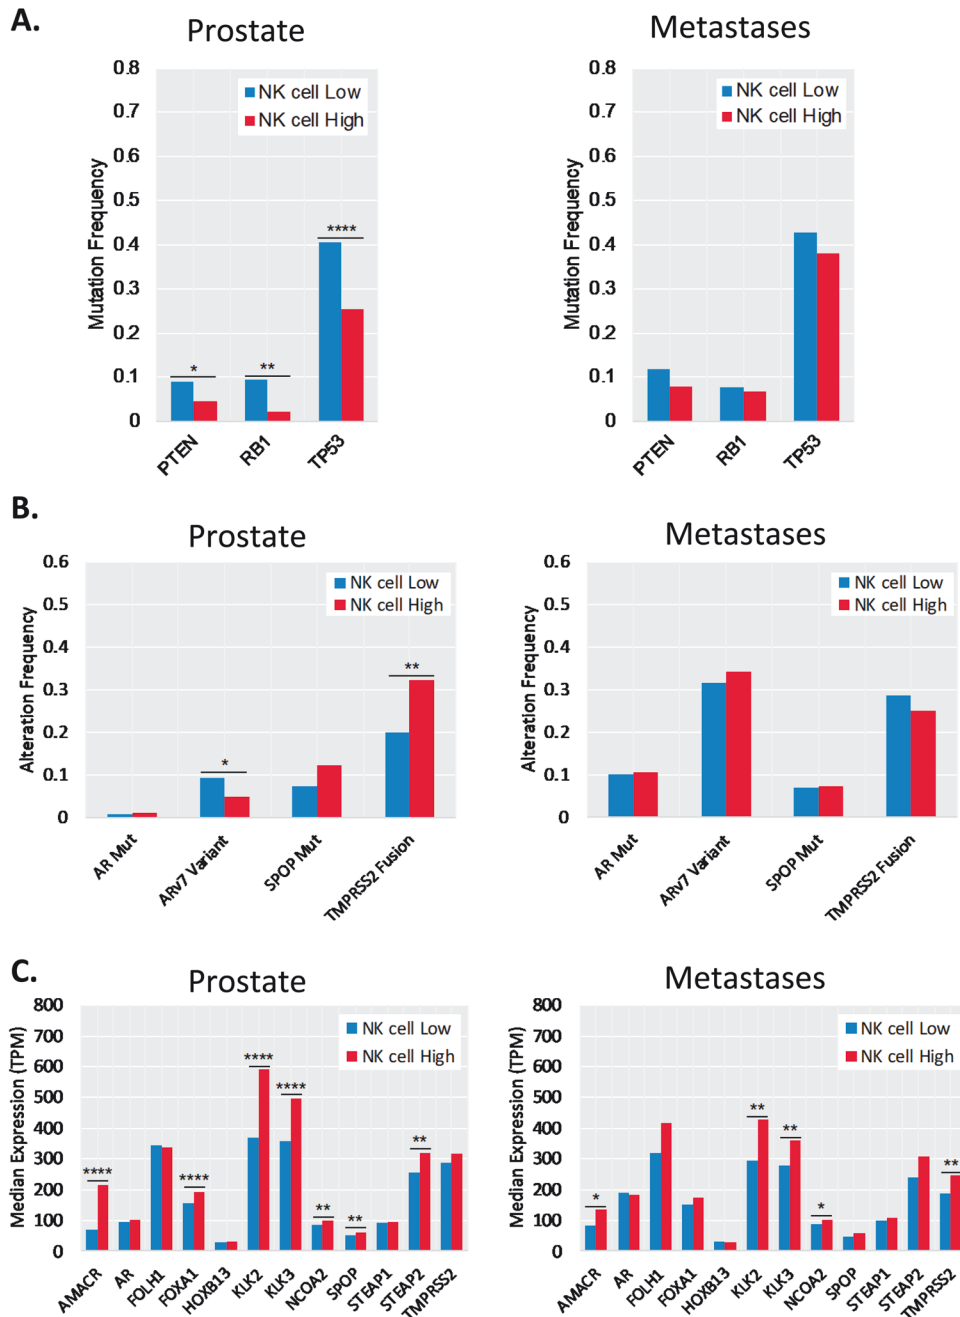 A.
Prostate
Metastases
Mutation Frequency
0.8
0.7
0.6
0.5
0.4
0.3
0.2
0.1
0
NK cell Low
NK cell High
*
**
****
PTEN
RB1
TP53
Mutation Frequency
0.8
0.7
0.6
0.5
0.4
0.3
0.2
0.1
0
NK cell Low
NK cell High
PTEN
RB1
TP53
B.
Prostate
Metastases
Alteration Frequency
0.6
0.5
0.4
0.3
0.2
0.1
0
NK cell Low
NK cell High
*
**
AR Mut
ARv7 Variant
SPOP Mut
TMPRSS2 Fusion
Alteration Frequency
0.6
0.5
0.4
0.3
0.2
0.1
0
NK cell Low
NK cell High
AR Mut
ARv7 Variant
SPOP Mut
TMPRSS2 Fusion
C.
Prostate
Metastases
Median Expression (TPM)
800
700
600
500
400
300
200
100
0
NK cell Low
NK cell High
****
****
****
****
**
**
**
AMACR
AR
FOLH1
FOXA1
HOXB13
KLK2
KLK3
NCOA2
SPOP
STEAP1
STEAP2
TMPRSS2
Median Expression (TPM)
800
700
600
500
400
300
200
100
0
NK cell Low
NK cell High
*
**
**
*
**
AMACR
AR
FOLH1
FOXA1
HOXB13
KLK2
KLK3
NCOA2
SPOP
STEAP1
STEAP2
TMPRSS2